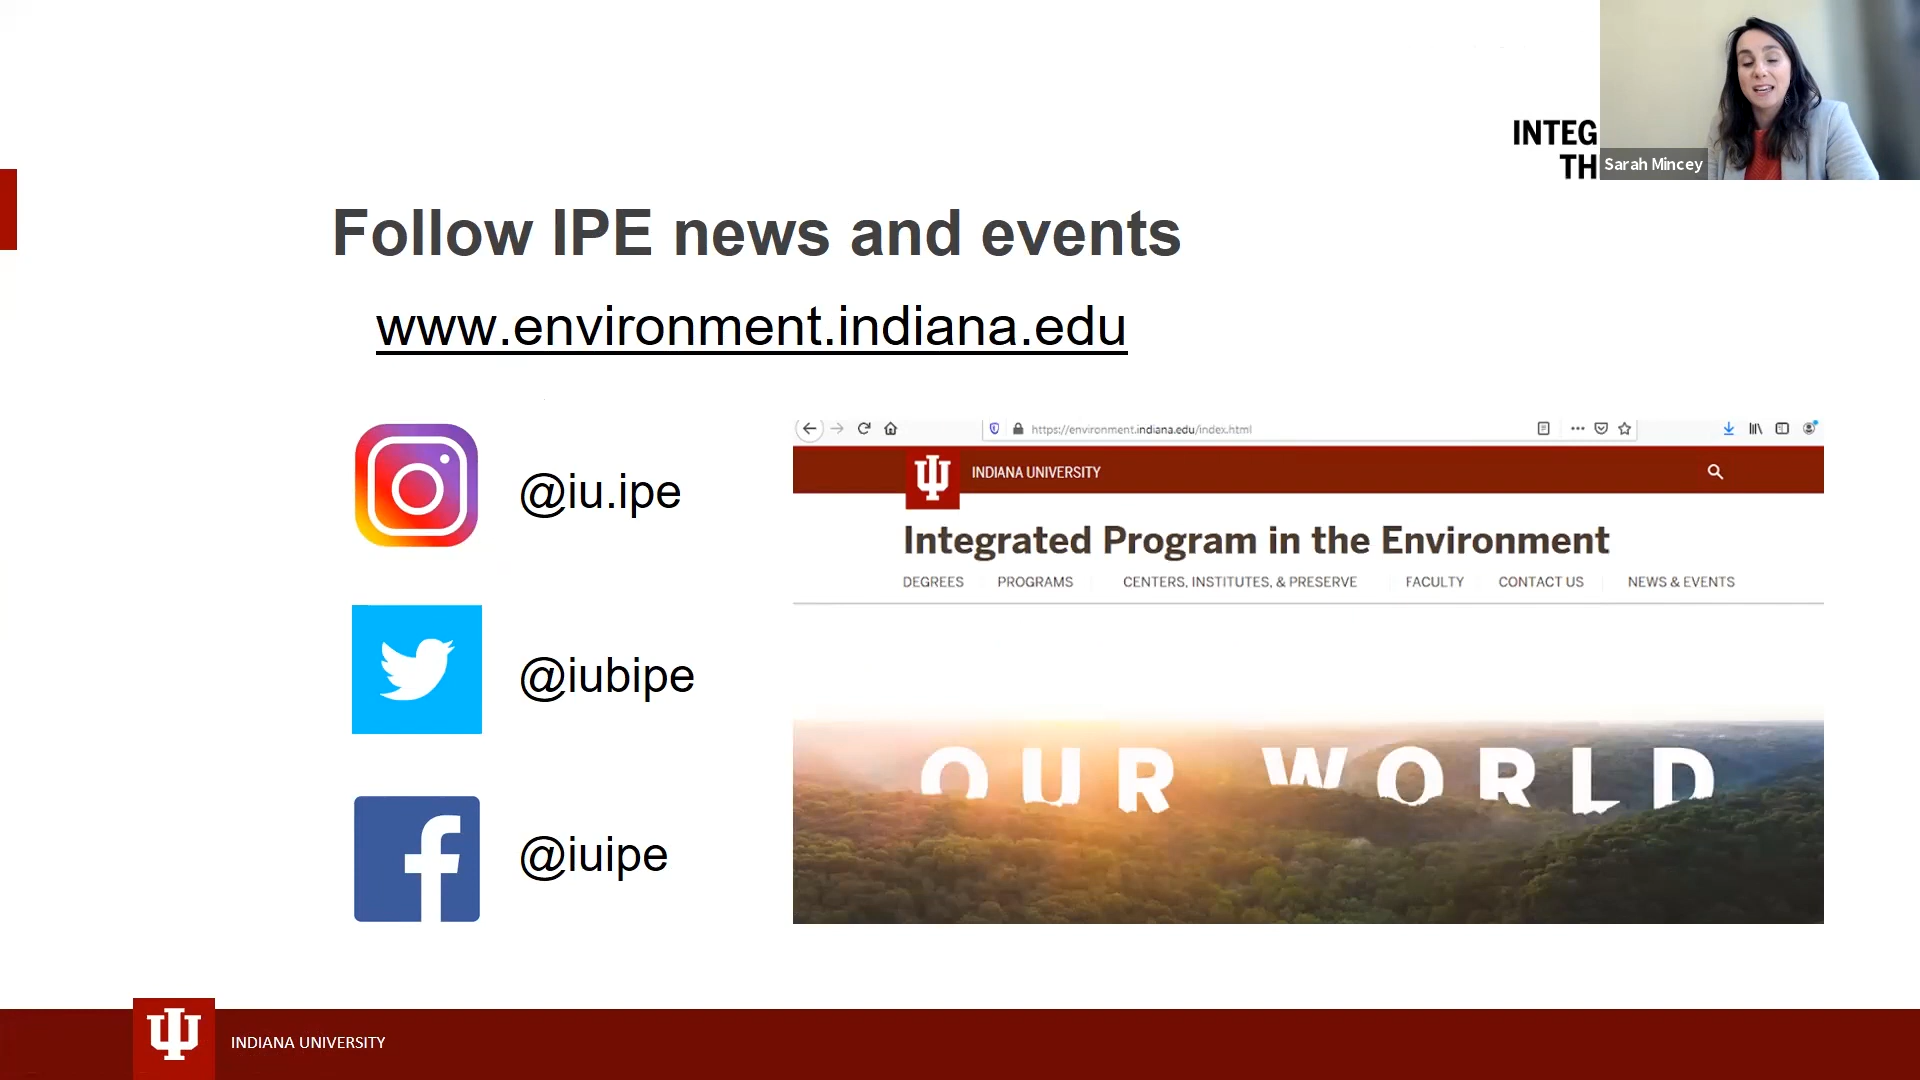 INTEG
TH
Sarah Mincey
Follow IPE news and events
www.environment.indiana.edu
@iu.ipe
@iubipe
@iuipe
https://environment.indiana.edu/index.html
INDIANA UNIVERSITY
Integrated Program in the Environment
DEGREES PROGRAMS CENTERS, INSTITUTES, & PRESERVE FACULTY CONTACT US NEWS & EVENTS
OUR WORLD
INDIANA UNIVERSITY